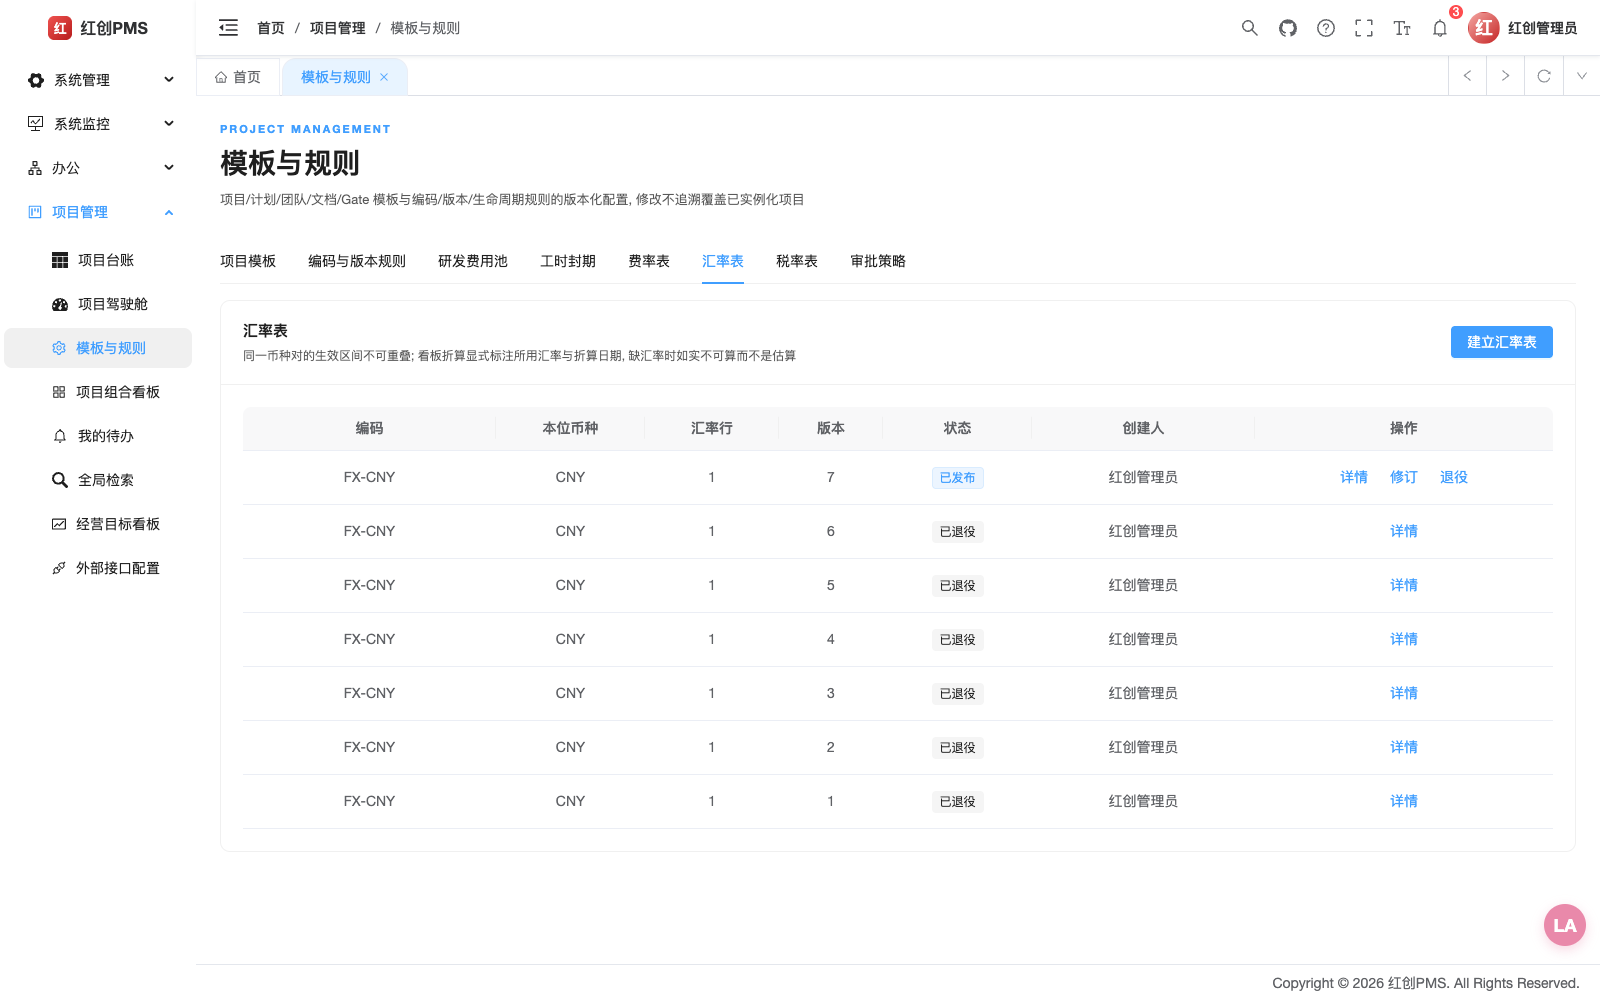 红 红创PMS
首页 / 项目管理 / 模板与规则
3
红 红创管理员
首页
模板与规则
系统管理
系统监控
办公
项目管理
项目台账
项目驾驶舱
模板与规则
项目组合看板
我的待办
全局检索
经营目标看板
外部接口配置
PROJECT MANAGEMENT
模板与规则
项目/计划/团队/文档/Gate 模板与编码/版本/生命周期规则的版本化配置, 修改不追溯覆盖已实例化项目
项目模板 编码与版本规则 研发费用池 工时封期 费率表 汇率表 税率表 审批策略
汇率表
同一币种对的生效区间不可重叠; 看板折算显式标注所用汇率与折算日期, 缺汇率时如实不可算而不是估算
建立汇率表
编码 本位币种 汇率行 版本 状态 创建人 操作
FX-CNY CNY 1 7 已发布 红创管理员 详情 修订 退役
FX-CNY CNY 1 6 已退役 红创管理员 详情
FX-CNY CNY 1 5 已退役 红创管理员 详情
FX-CNY CNY 1 4 已退役 红创管理员 详情
FX-CNY CNY 1 3 已退役 红创管理员 详情
FX-CNY CNY 1 2 已退役 红创管理员 详情
FX-CNY CNY 1 1 已退役 红创管理员 详情
LA
Copyright © 2026 红创PMS. All Rights Reserved.